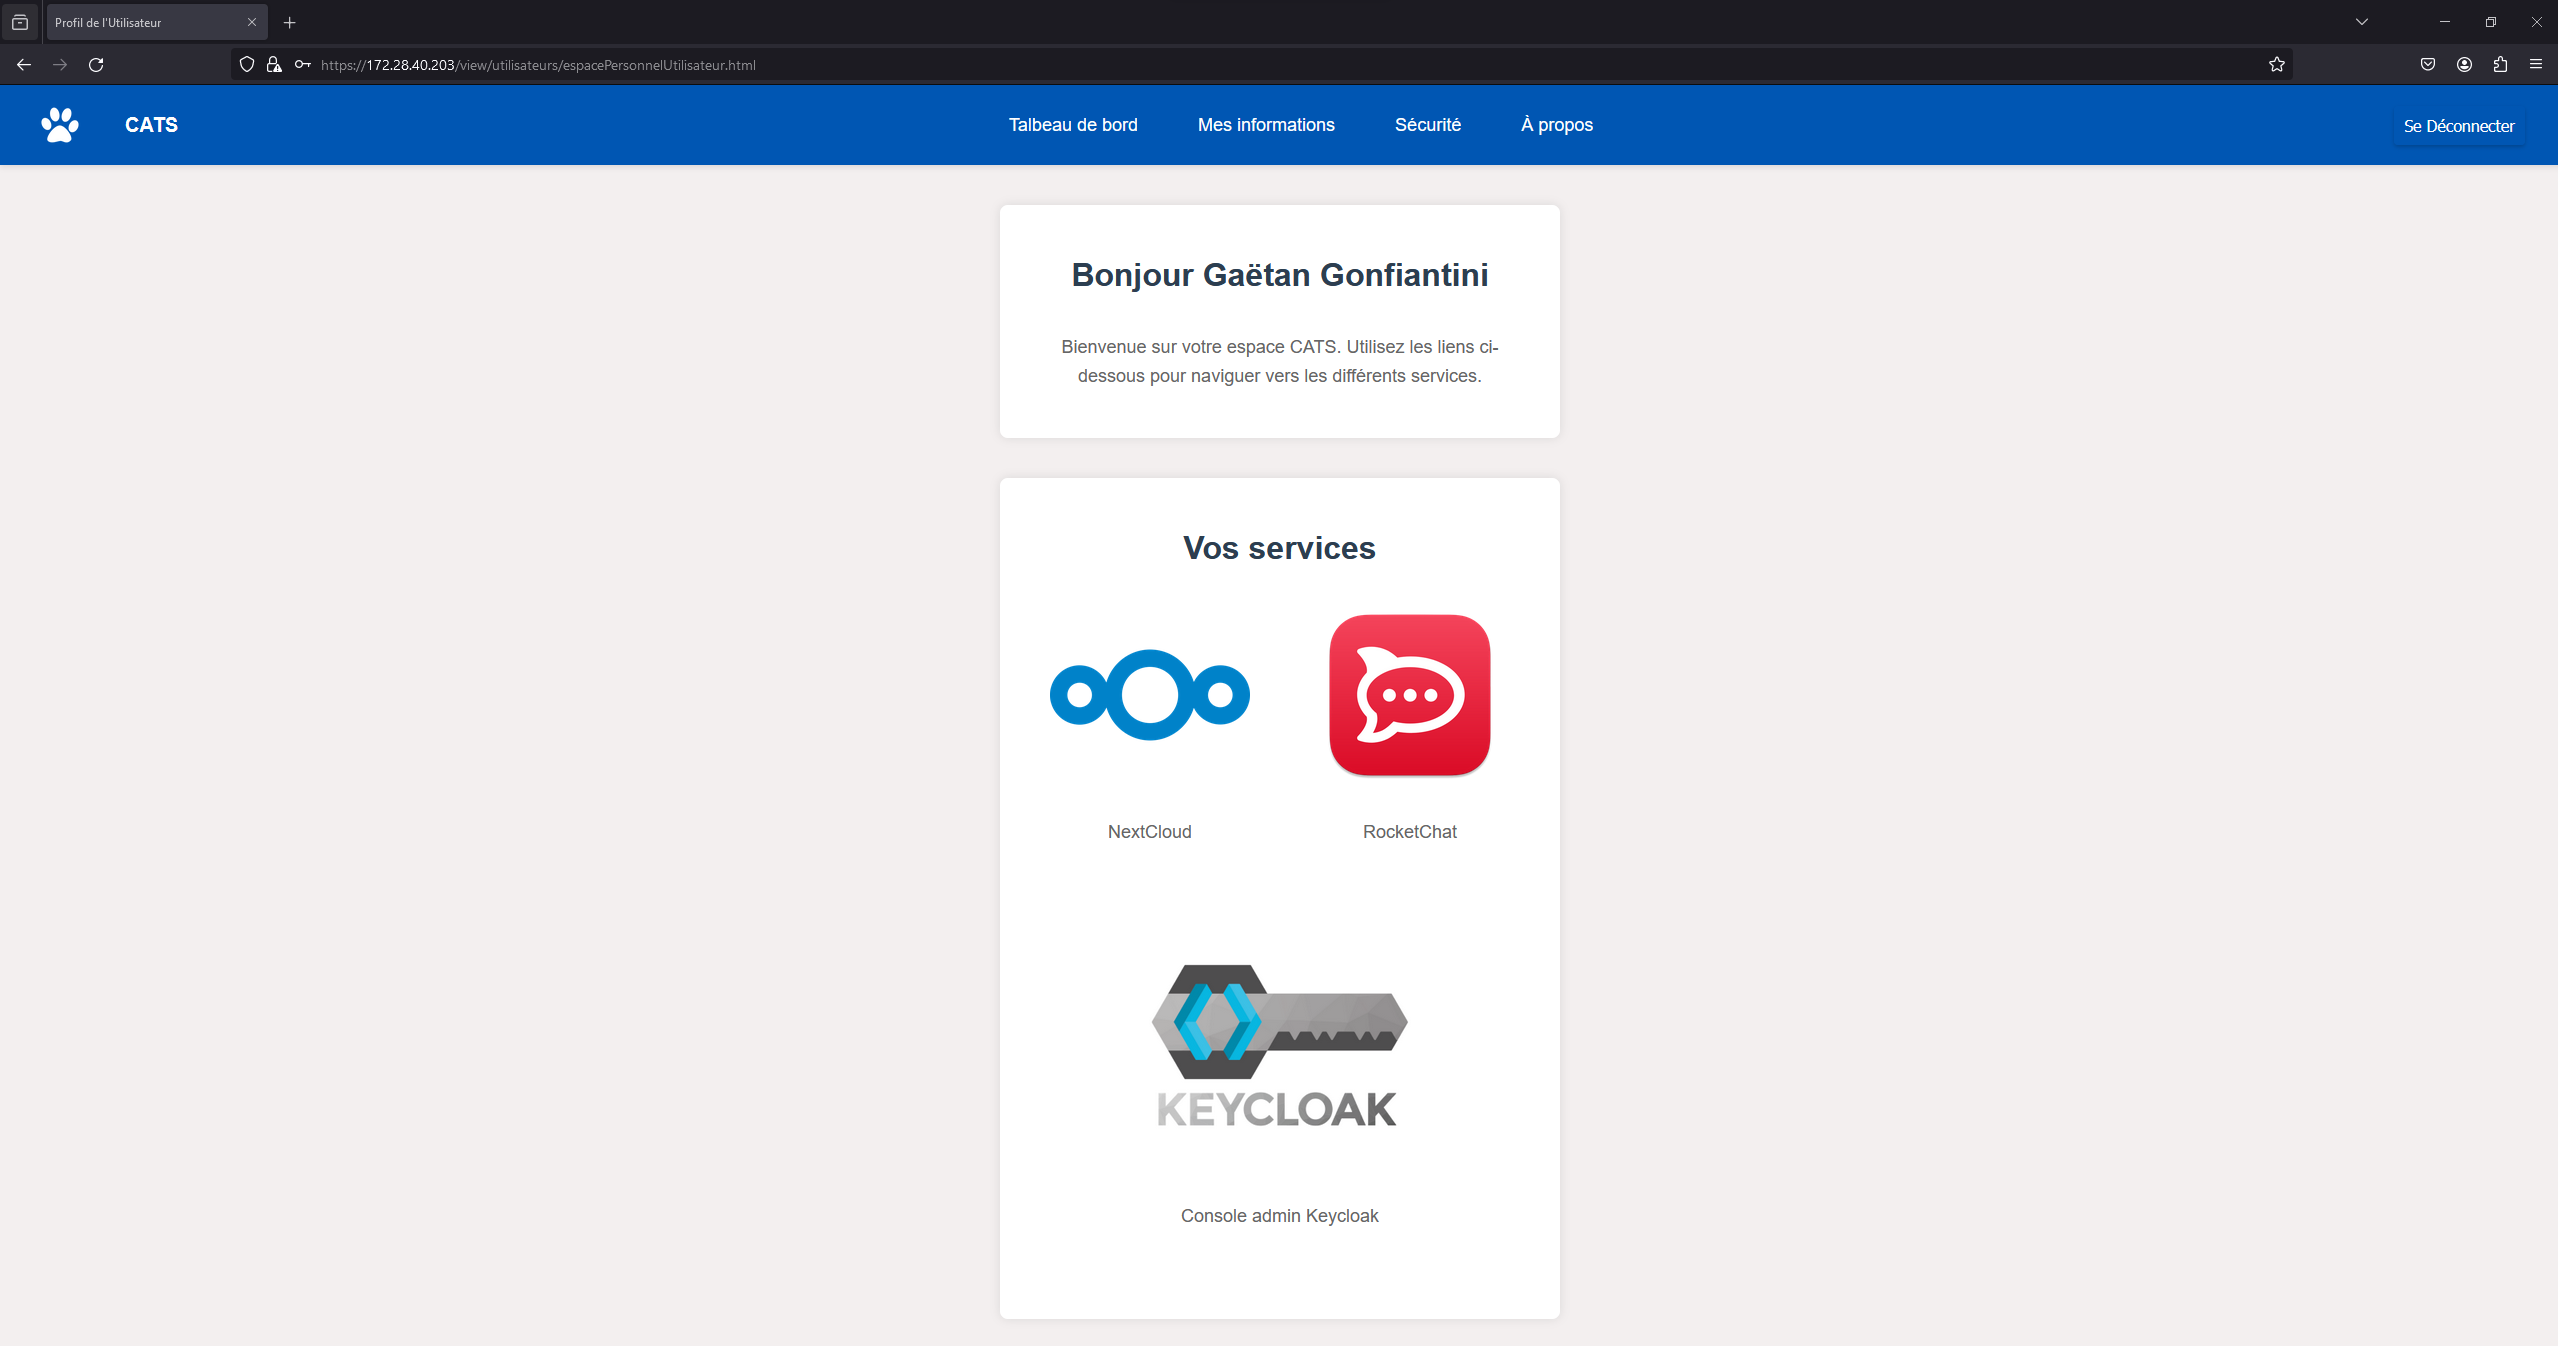 Profil de l'Utilisateur
https://172.28.40.203/view/utilisateurs/espacePersonnelUtilisateur.html
CATS
Talbeau de bord
Mes informations
Sécurité
À propos
Se Déconnecter
Bonjour Gaëtan Gonfiantini
Bienvenue sur votre espace CATS. Utilisez les liens ci-
dessous pour naviguer vers les différents services.
Vos services
NextCloud
RocketChat
KEYCLOAK
Console admin Keycloak